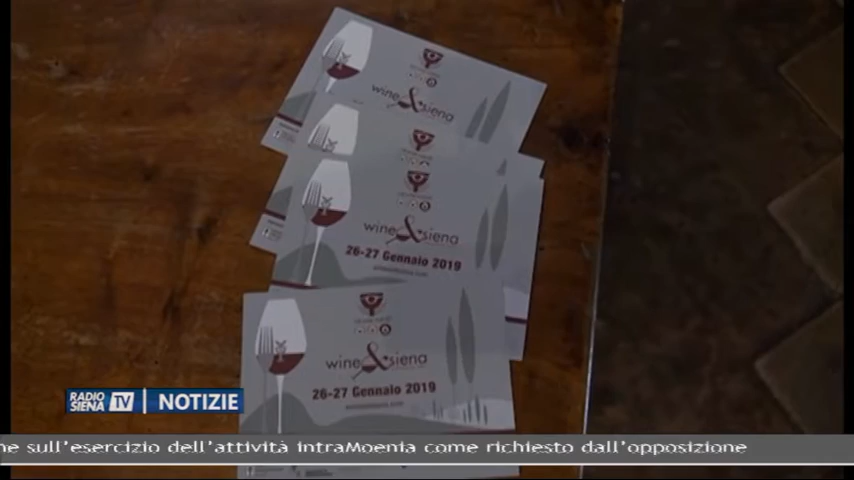 wine&siena
wine&siena
26-27 Gennaio 2019
wine&siena
26-27 Gennaio 2019
RADIO SIENA TV NOTIZIE
ne sull'esercizio dell'attività intraMoenia come richiesto dall'opposizione